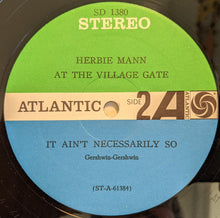 SD 1380
STEREO
HERBIE MANN
AT THE VILLAGE GATE
ATLANTIC
SIDE
2
ATLANTIC
IT AIN'T NECESSARILY SO
Gershwin-Gershwin
(ST-A-61384)